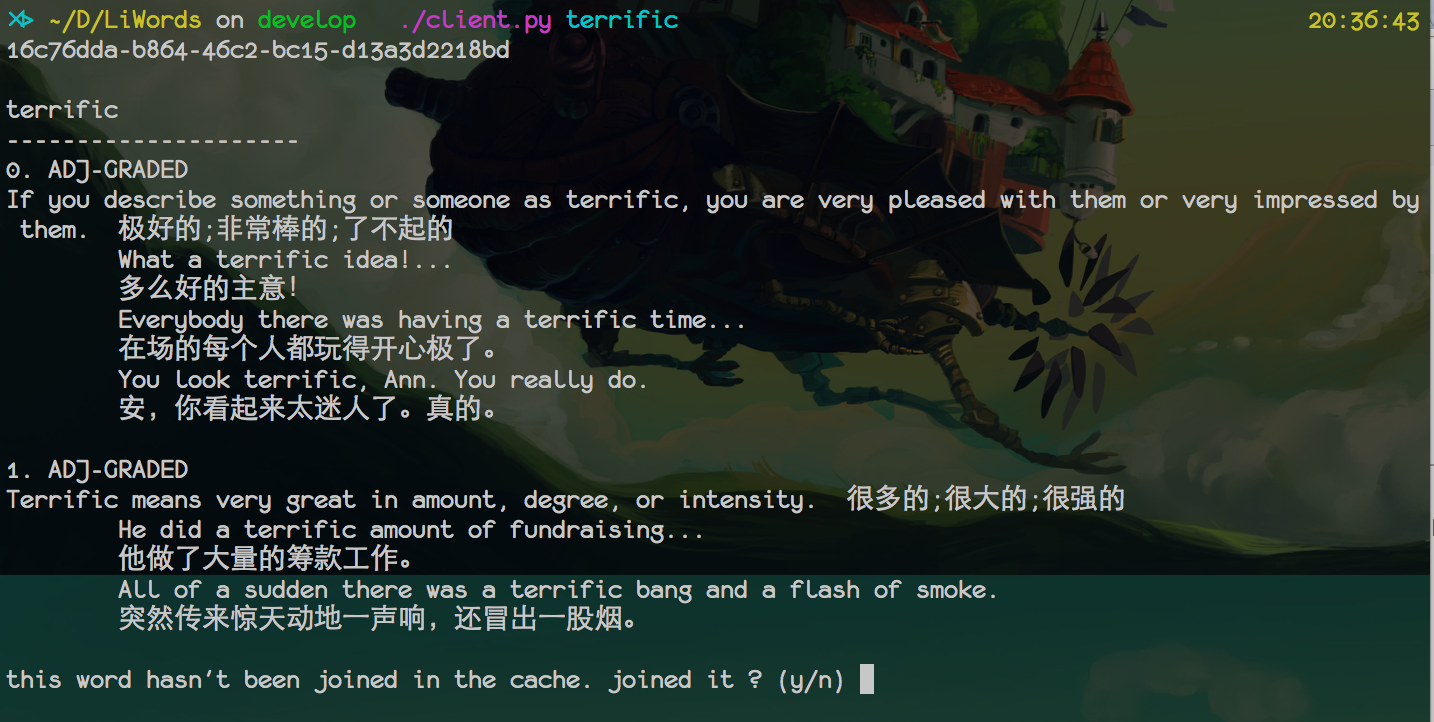 ~/D/LiWords on develop ./client.py terrific 20:36:43
16c76dda-b864-46c2-bc15-d13a3d2218bd
terrific
---------------------
0. ADJ-GRADED
If you describe something or someone as terrific, you are very pleased with them or very impressed by
them. 极好的;非常棒的;了不起的
What a terrific idea!...
多么好的主意!
Everybody there was having a terrific time...
在场的每个人都玩得开心极了。
You look terrific, Ann. You really do.
安，你看起来太迷人了。真的。
1. ADJ-GRADED
Terrific means very great in amount, degree, or intensity. 很多的;很大的;很强的
He did a terrific amount of fundraising...
他做了大量的筹款工作。
All of a sudden there was a terrific bang and a flash of smoke.
突然传来惊天动地一声响，还冒出一股烟。
this word hasn't been joined in the cache. joined it ? (y/n)